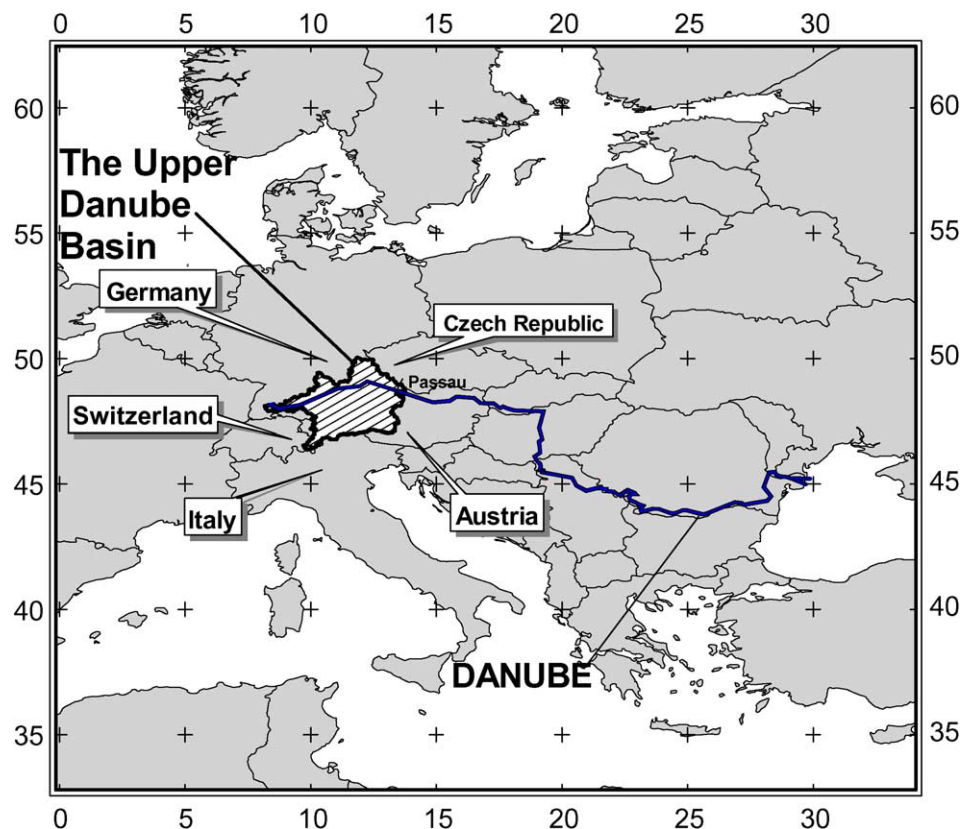 0 5 10 15 20 25 30
60 60
The Upper
Danube
Basin
55 55
Germany
Czech Republic
50 50
Passau
Switzerland
45 45
Italy
Austria
40 40
DANUBE
35 35
0 5 10 15 20 25 30